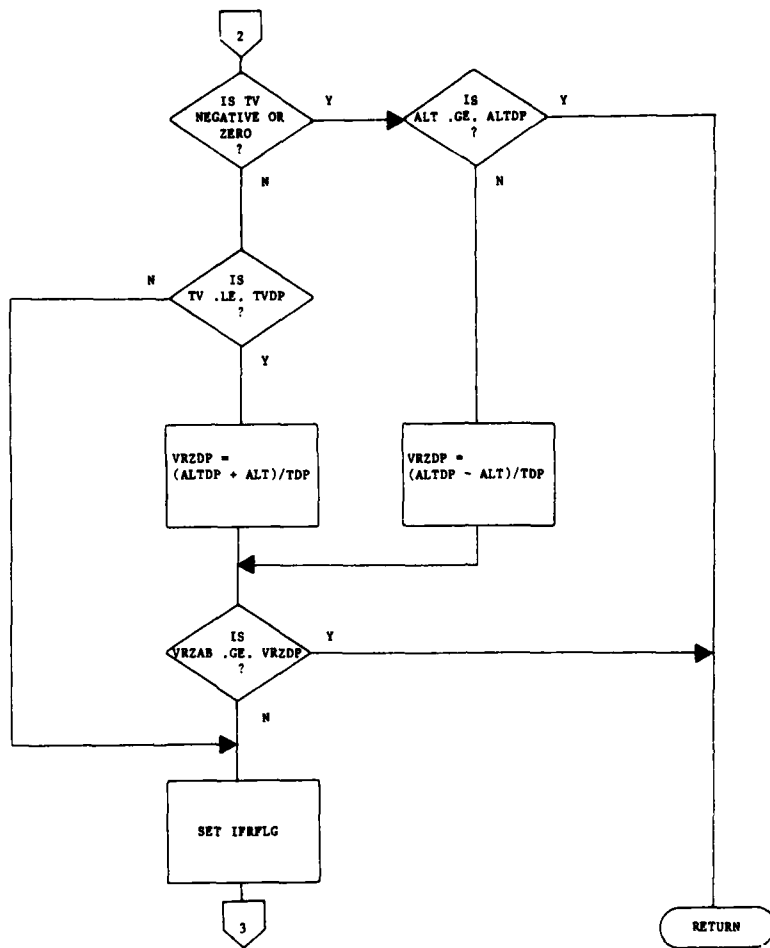 2
IS TV
NEGATIVE OR
ZERO
?
Y
N
IS
ALT .GE. ALTDP
?
Y
N
IS
TV .LE. TVDP
?
N
Y
VRZDP =
(ALTDP + ALT)/TDP
VRZDP =
(ALTDP - ALT)/TDP
IS
VRZAB .GE. VRZDP
?
Y
N
SET IFRFLG
3
RETURN